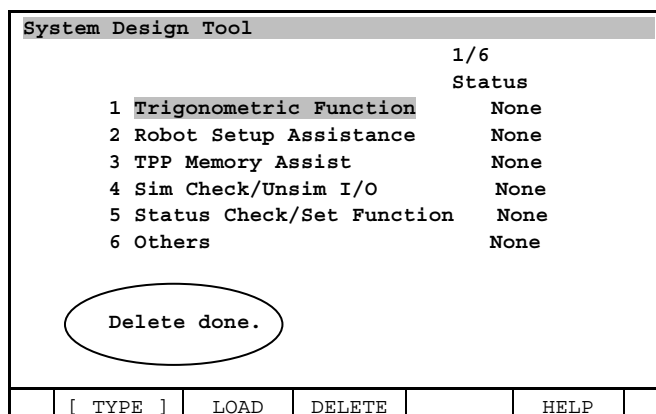 System Design Tool
1/6
Status
1 Trigonometric Function None
2 Robot Setup Assistance None
3 TPP Memory Assist None
4 Sim Check/Unsim I/O None
5 Status Check/Set Function None
6 Others None
Delete done.
[ TYPE ] LOAD DELETE HELP